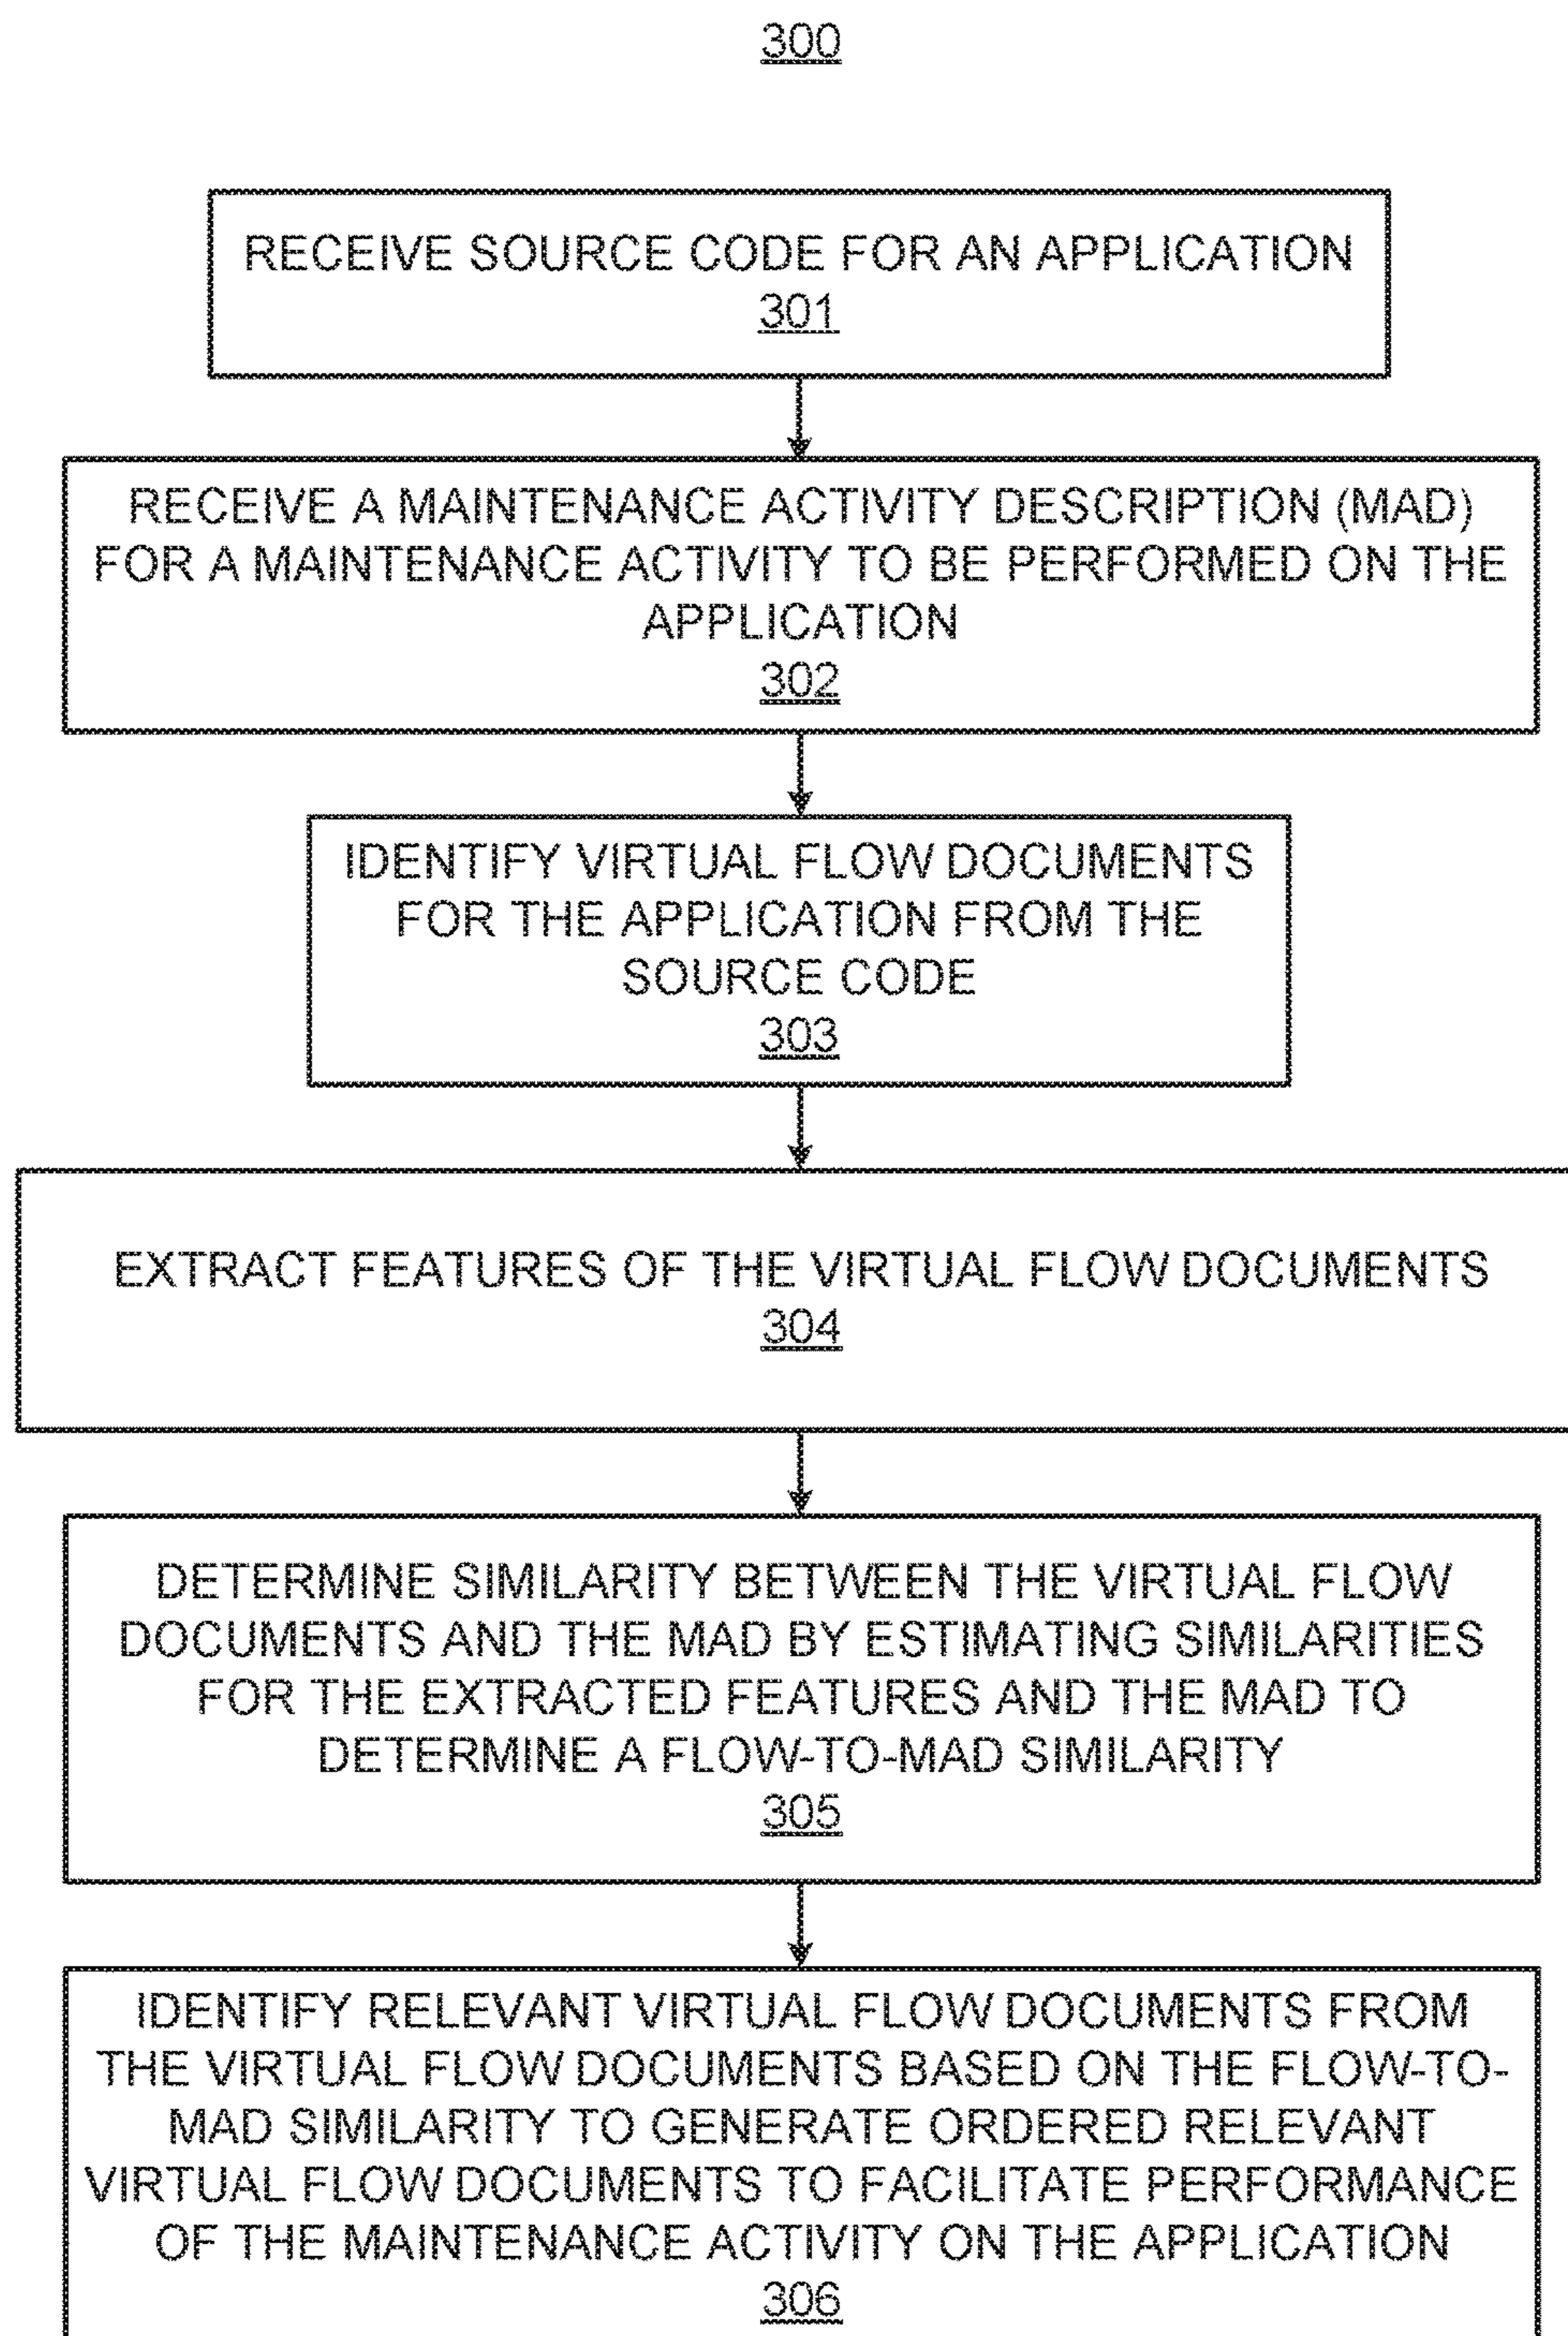 300
RECEIVE SOURCE CODE FOR AN APPLICATION
301
RECEIVE A MAINTENANCE ACTIVITY DESCRIPTION (MAD)
FOR A MAINTENANCE ACTIVITY TO BE PERFORMED ON THE
APPLICATION
302
IDENTIFY VIRTUAL FLOW DOCUMENTS
FOR THE APPLICATION FROM THE
SOURCE CODE
303
EXTRACT FEATURES OF THE VIRTUAL FLOW DOCUMENTS
304
DETERMINE SIMILARITY BETWEEN THE VIRTUAL FLOW
DOCUMENTS AND THE MAD BY ESTIMATING SIMILARITIES
FOR THE EXTRACTED FEATURES AND THE MAD TO
DETERMINE A FLOW-TO-MAD SIMILARITY
305
IDENTIFY RELEVANT VIRTUAL FLOW DOCUMENTS FROM
THE VIRTUAL FLOW DOCUMENTS BASED ON THE FLOW-TO-
MAD SIMILARITY TO GENERATE ORDERED RELEVANT
VIRTUAL FLOW DOCUMENTS TO FACILITATE PERFORMANCE
OF THE MAINTENANCE ACTIVITY ON THE APPLICATION
306